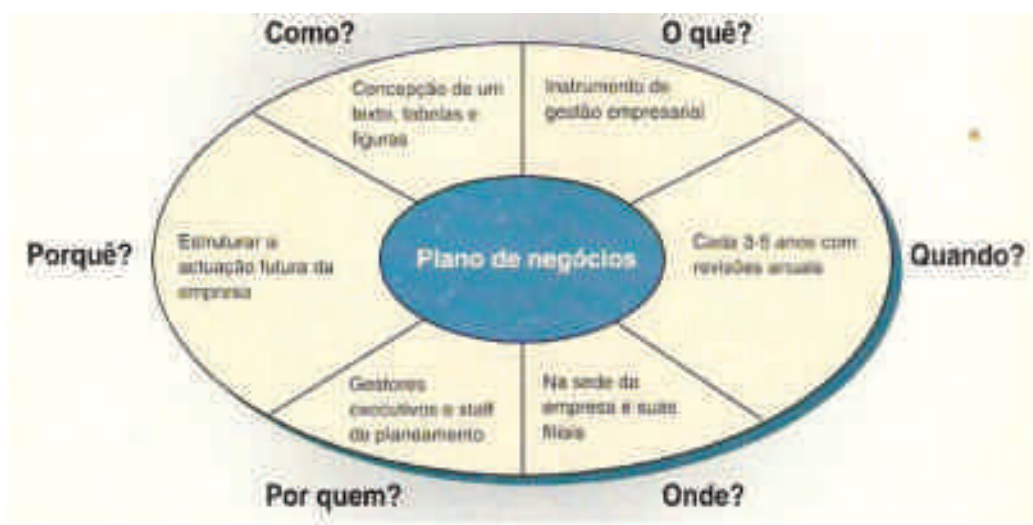 Como?
O quê?
Concepção de um
texto, tabelas e
figuras
Instrumento de
gestão empresarial
Porquê?
Estruturar a
actuação futura da
empresa
Plano de negócios
Cada 3-5 anos com
revisões anuais
Quando?
Gestores
executivos e staff
de planeamento
Na sede da
empresa e suas
filiais
Por quem?
Onde?